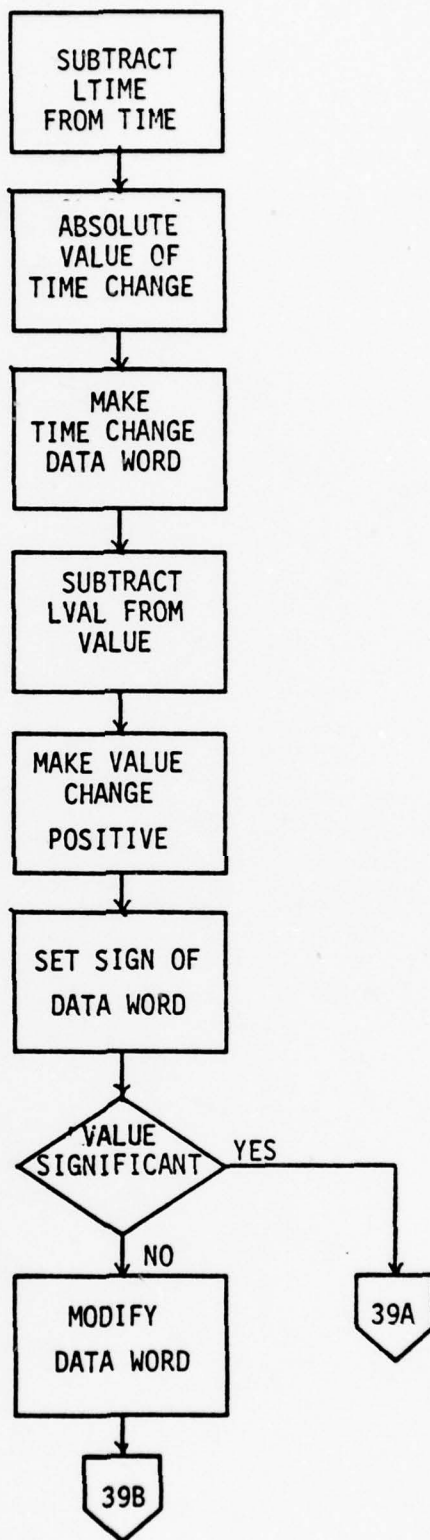 SUBTRACT
LTIME
FROM TIME
ABSOLUTE
VALUE OF
TIME CHANGE
MAKE
TIME CHANGE
DATA WORD
SUBTRACT
LVAL FROM
VALUE
MAKE VALUE
CHANGE
POSITIVE
SET SIGN OF
DATA WORD
VALUE
SIGNIFICANT
YES
NO
MODIFY
DATA WORD
39A
39B